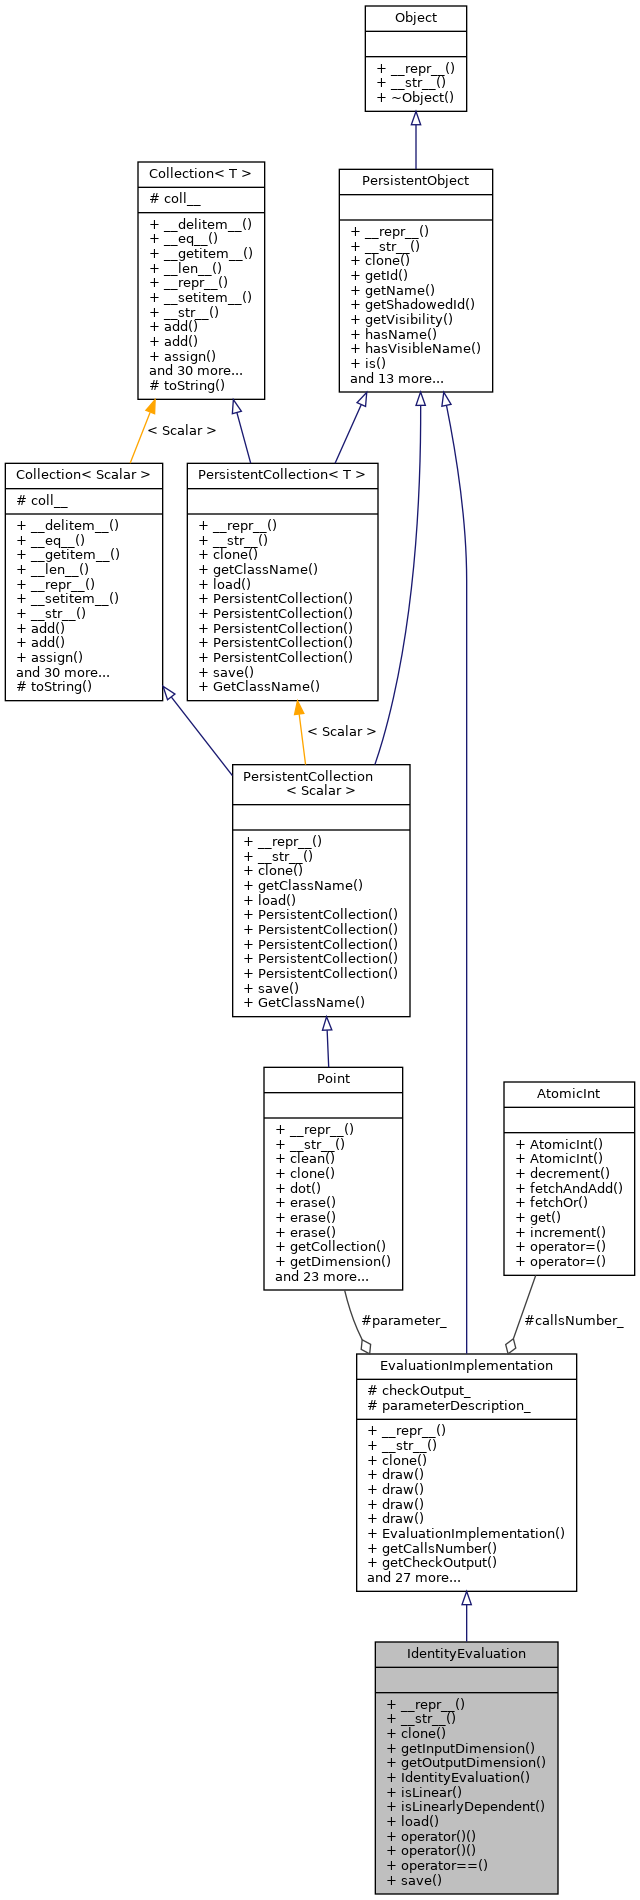 Object
+ __repr__()
+ __str__()
+ ~Object()
Collection< T >
# coll__
+ __delitem__()
+ __eq__()
+ __getitem__()
+ __len__()
+ __repr__()
+ __setitem__()
+ __str__()
+ add()
+ add()
+ assign()
and 30 more...
# toString()
PersistentObject
+ __repr__()
+ __str__()
+ clone()
+ getId()
+ getName()
+ getShadowedId()
+ getVisibility()
+ hasName()
+ hasVisibleName()
+ is()
and 13 more...
< Scalar >
Collection< Scalar >
# coll__
+ __delitem__()
+ __eq__()
+ __getitem__()
+ __len__()
+ __repr__()
+ __setitem__()
+ __str__()
+ add()
+ add()
+ assign()
and 30 more...
# toString()
PersistentCollection< T >
+ __repr__()
+ __str__()
+ clone()
+ getClassName()
+ load()
+ PersistentCollection()
+ PersistentCollection()
+ PersistentCollection()
+ PersistentCollection()
+ PersistentCollection()
+ save()
+ GetClassName()
< Scalar >
PersistentCollection
< Scalar >
+ __repr__()
+ __str__()
+ clone()
+ getClassName()
+ load()
+ PersistentCollection()
+ PersistentCollection()
+ PersistentCollection()
+ PersistentCollection()
+ PersistentCollection()
+ save()
+ GetClassName()
Point
+ __repr__()
+ __str__()
+ clean()
+ clone()
+ dot()
+ erase()
+ erase()
+ erase()
+ getCollection()
+ getDimension()
and 23 more...
AtomicInt
+ AtomicInt()
+ AtomicInt()
+ decrement()
+ fetchAndAdd()
+ fetchOr()
+ get()
+ increment()
+ operator=()
+ operator=()
#parameter_
#callsNumber_
EvaluationImplementation
# checkOutput_
# parameterDescription_
+ __repr__()
+ __str__()
+ clone()
+ draw()
+ draw()
+ draw()
+ draw()
+ EvaluationImplementation()
+ getCallsNumber()
+ getCheckOutput()
and 27 more...
IdentityEvaluation
+ __repr__()
+ __str__()
+ clone()
+ getInputDimension()
+ getOutputDimension()
+ IdentityEvaluation()
+ isLinear()
+ isLinearlyDependent()
+ load()
+ operator()()
+ operator()()
+ operator==()
+ save()